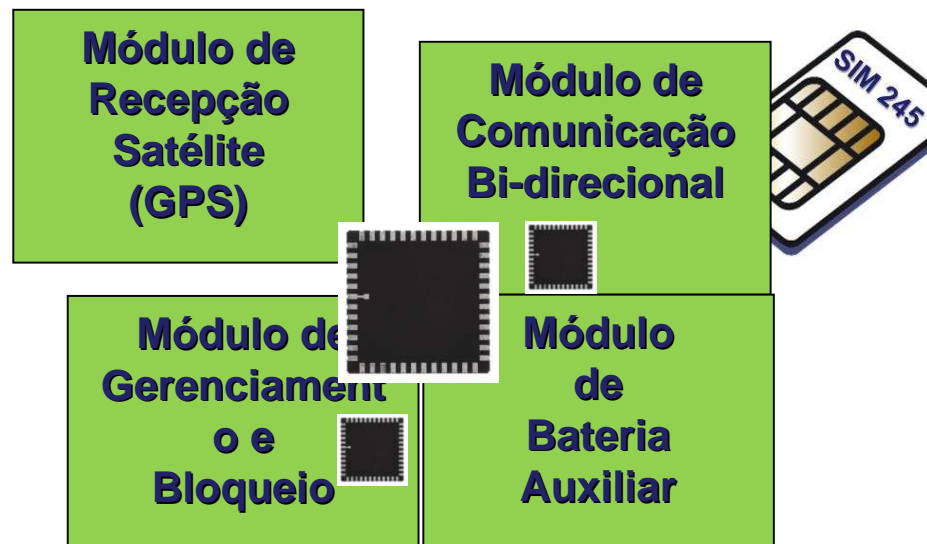 Módulo de
Recepção
Satélite
(GPS)
Módulo de
Comunicação
Bi-direcional
SIM 245
Módulo de
Gerenciament
o e
Bloqueio
Módulo
de
Bateria
Auxiliar